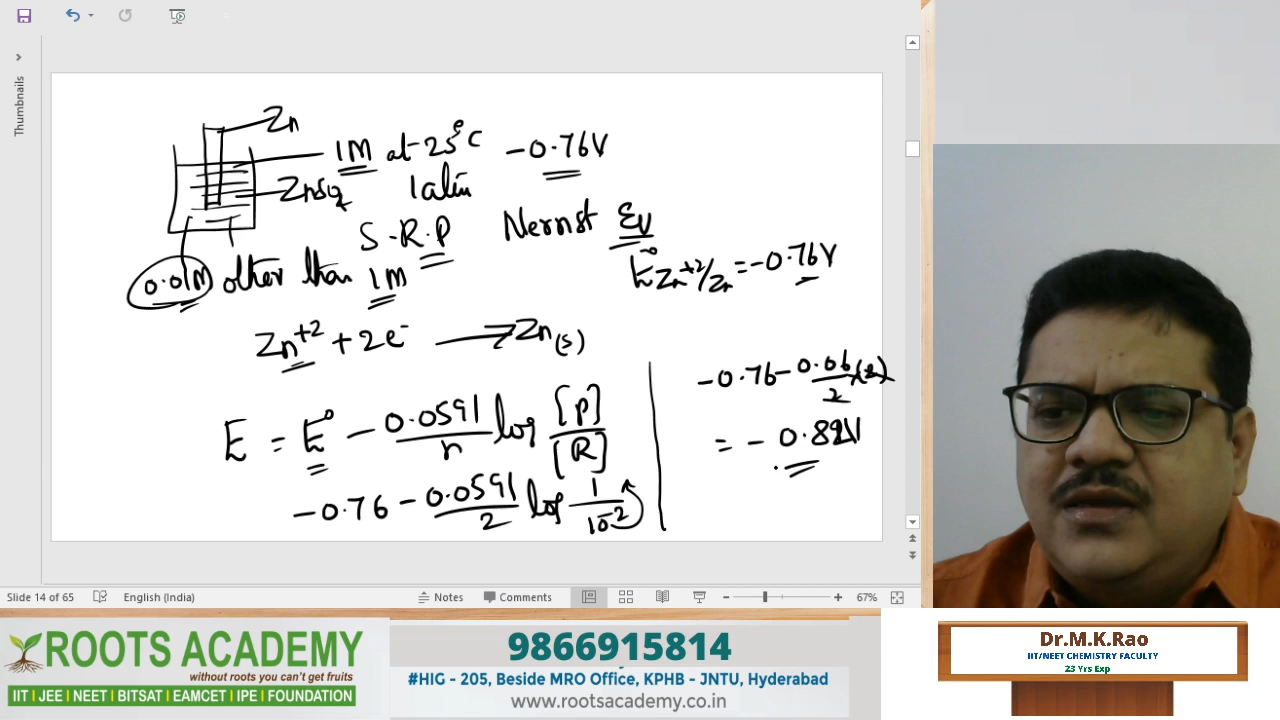 Thumbnails
Zn
1M at 25°C -0.76V
ZnSO4 1 atm
S.R.P Nernst Eq
E° Zn+2/Zn = -0.76V
0.01M other than 1M
Zn+2 + 2e- → Zn(s)
E = E° - 0.0591/n log [P]/[R]
-0.76 - 0.0591/2 log 1/10-2
-0.76 - 0.06/2 (2)
= - 0.82V
Slide 14 of 65 English (India) Notes Comments 67%
ROOTS ACADEMY
without roots you can't get fruits
IIT I JEE I NEET I BITSAT I EAMCET I IPE I FOUNDATION
9866915814
#HIG - 205, Beside MRO Office, KPHB - JNTU, Hyderabad
www.rootsacademy.co.in
Dr.M.K.Rao
IIT/NEET CHEMISTRY FACULTY
23 Yrs Exp